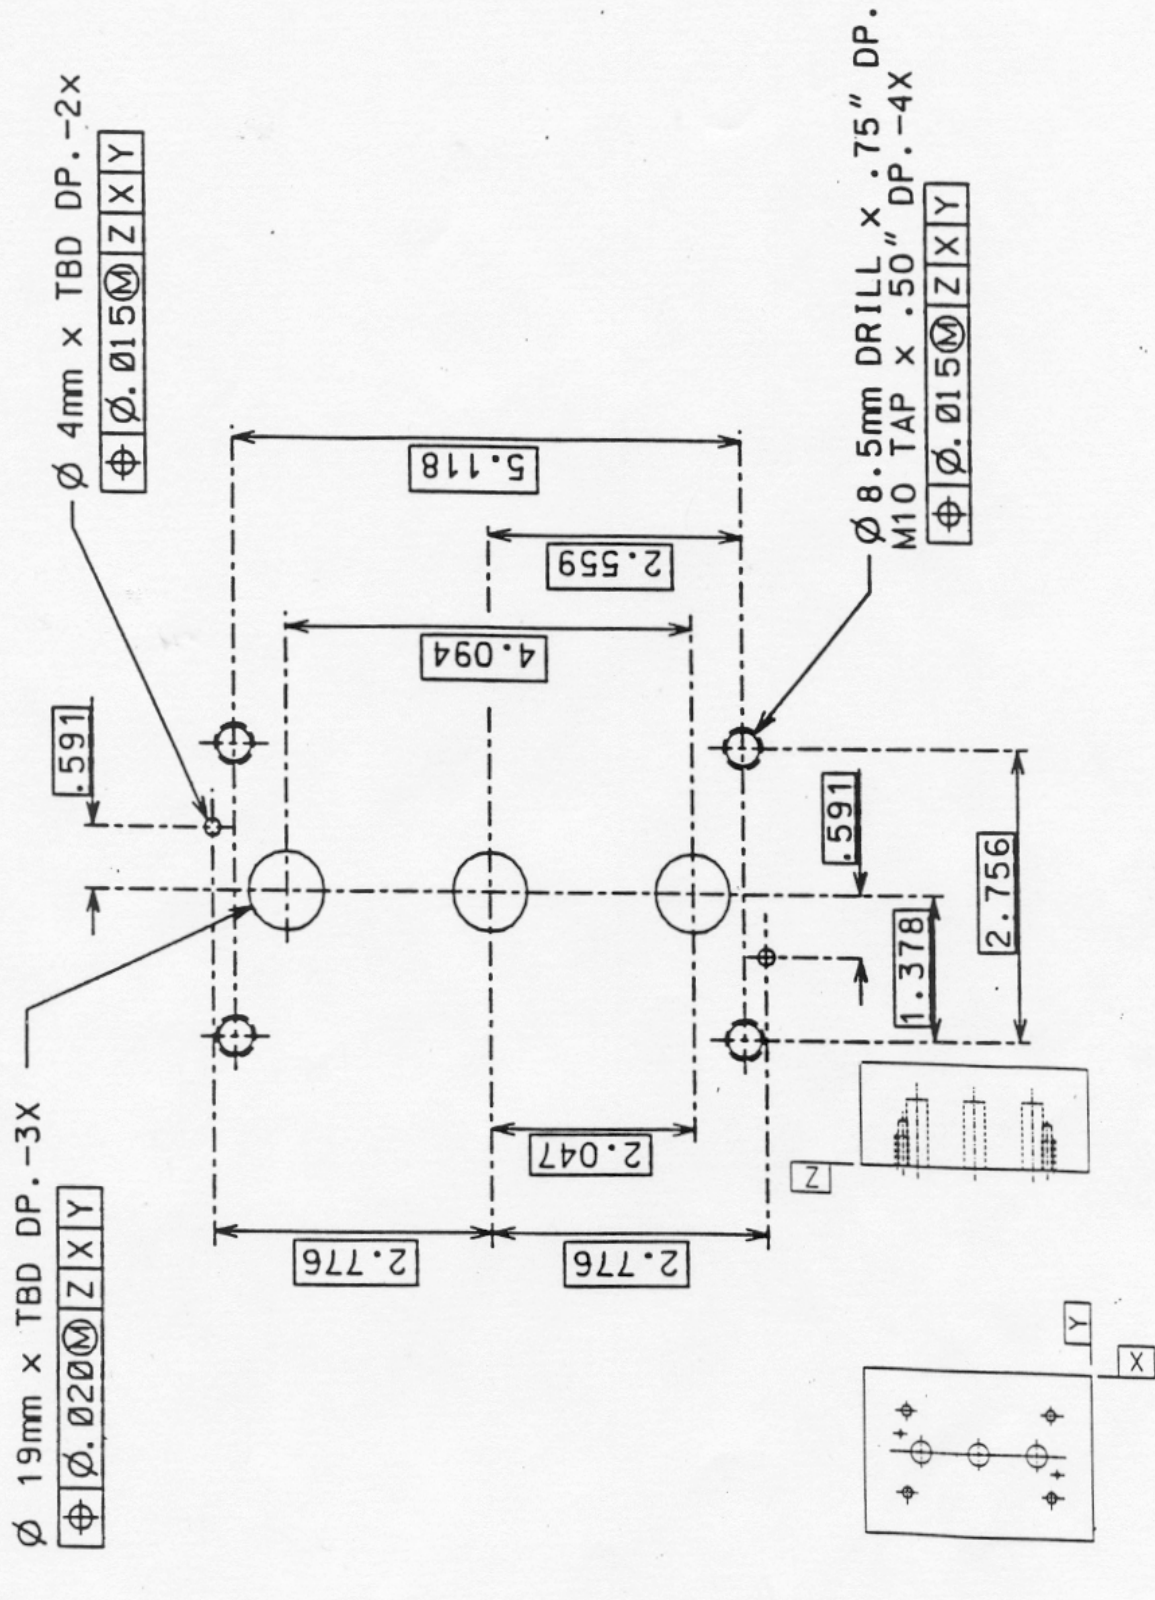 Ø 19mm x TBD DP.-3X
⌖ Ø.020Ⓜ Z X Y
Ø 4mm x TBD DP.-2x
⌖ Ø.015Ⓜ Z X Y
.591
5.118
2.559
4.094
2.776
2.776
2.047
.591
1.378
2.756
Ø 8.5mm DRILL x .75" DP.
M10 TAP x .50" DP.-4X
⌖ Ø.015Ⓜ Z X Y
Z
Y
X